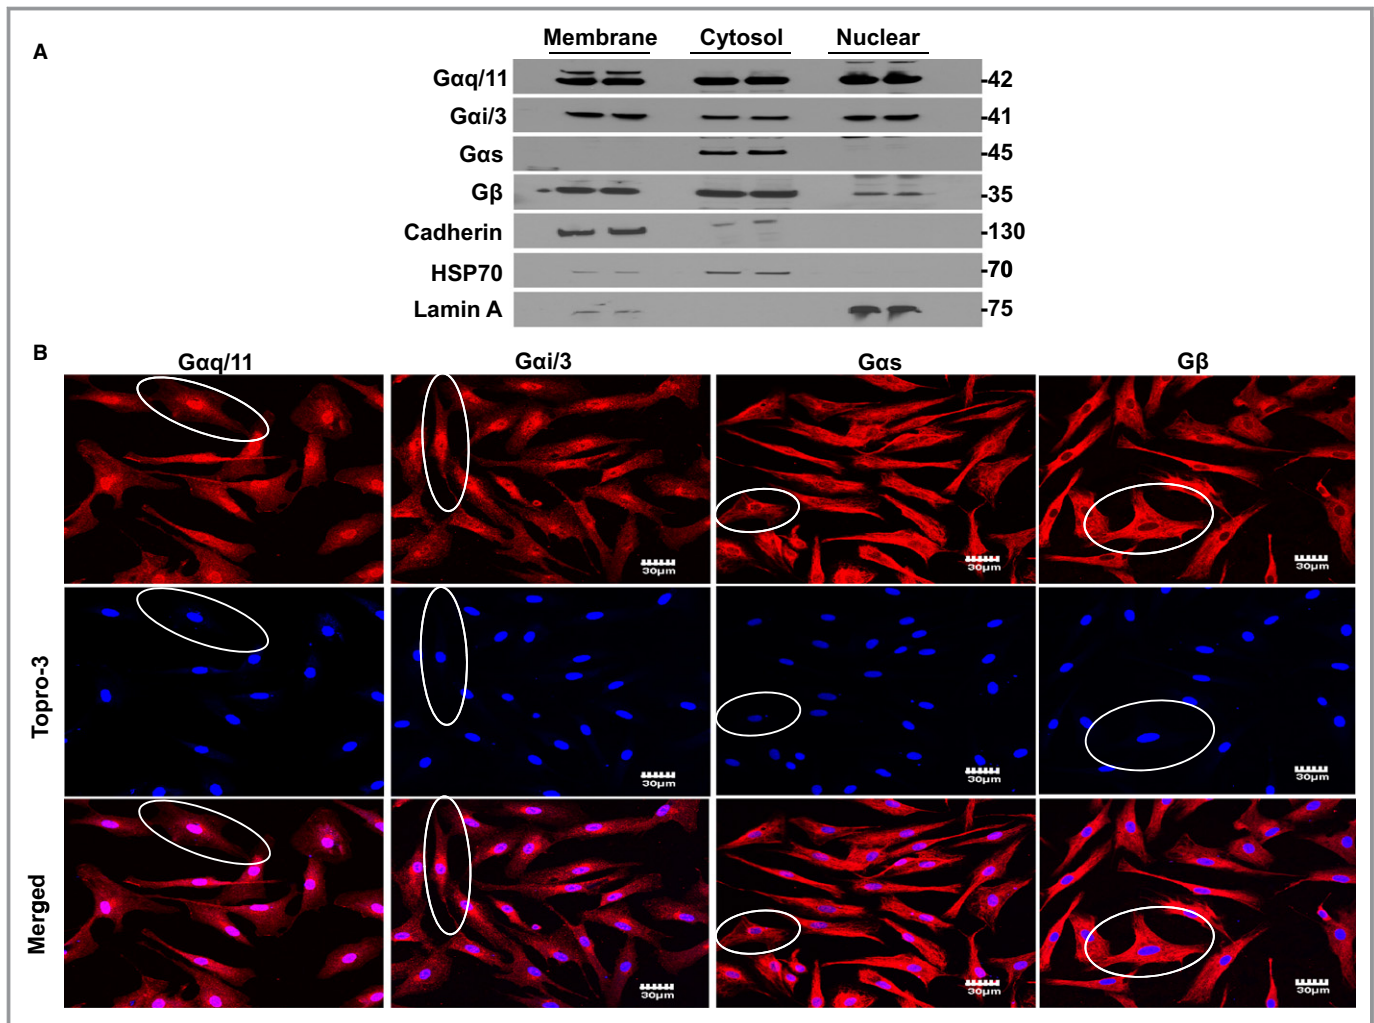 A
Membrane Cytosol Nuclear
Gαq/11 -42
Gαi/3 -41
Gαs -45
Gβ -35
Cadherin -130
HSP70 -70
Lamin A -75
B
Gαq/11 Gαi/3 Gαs Gβ
30µm 30µm 30µm
Topro-3
30µm 30µm 30µm
Merged
30µm 30µm 30µm